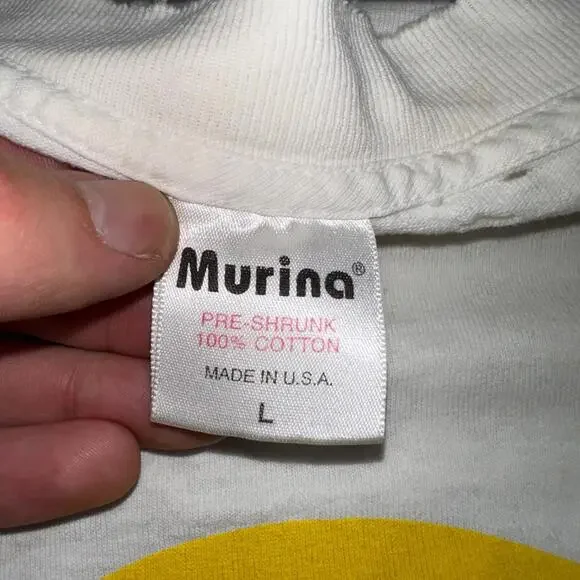 Murina®
PRE-SHRUNK
100% COTTON
MADE IN U.S.A.
L